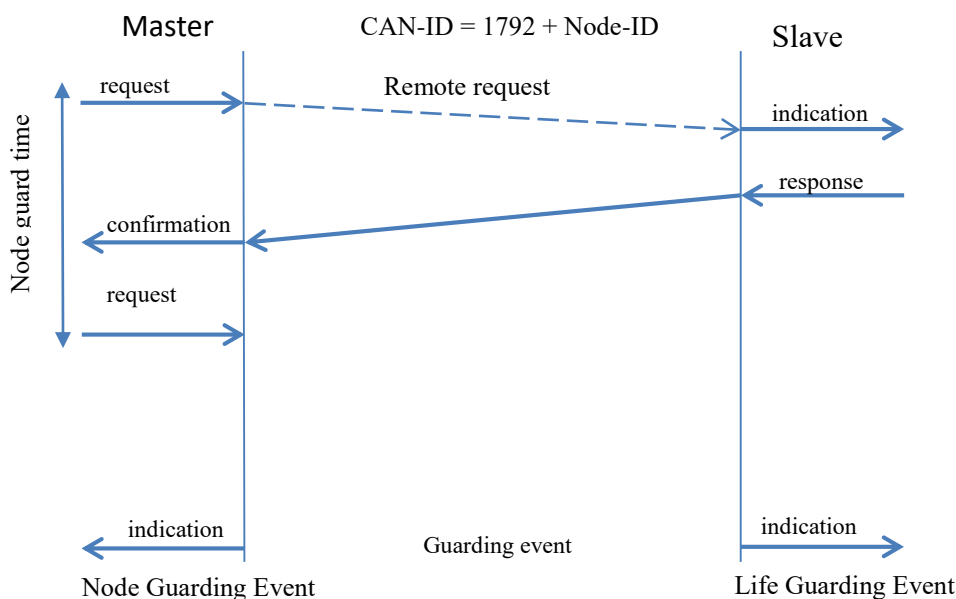 Master
CAN-ID = 1792 + Node-ID
Slave
request
Remote request
indication
Node guard time
response
confirmation
request
indication
Guarding event
indication
Node Guarding Event
Life Guarding Event